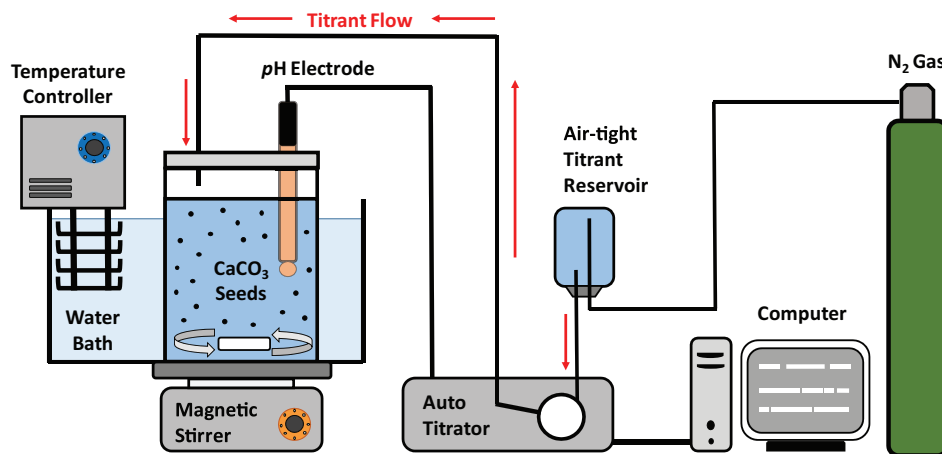 Titrant Flow
Temperature
Controller
pH Electrode
N₂ Gas
Air-tight
Titrant
Reservoir
CaCO₃
Seeds
Water
Bath
Computer
Magnetic
Stirrer
Auto
Titrator